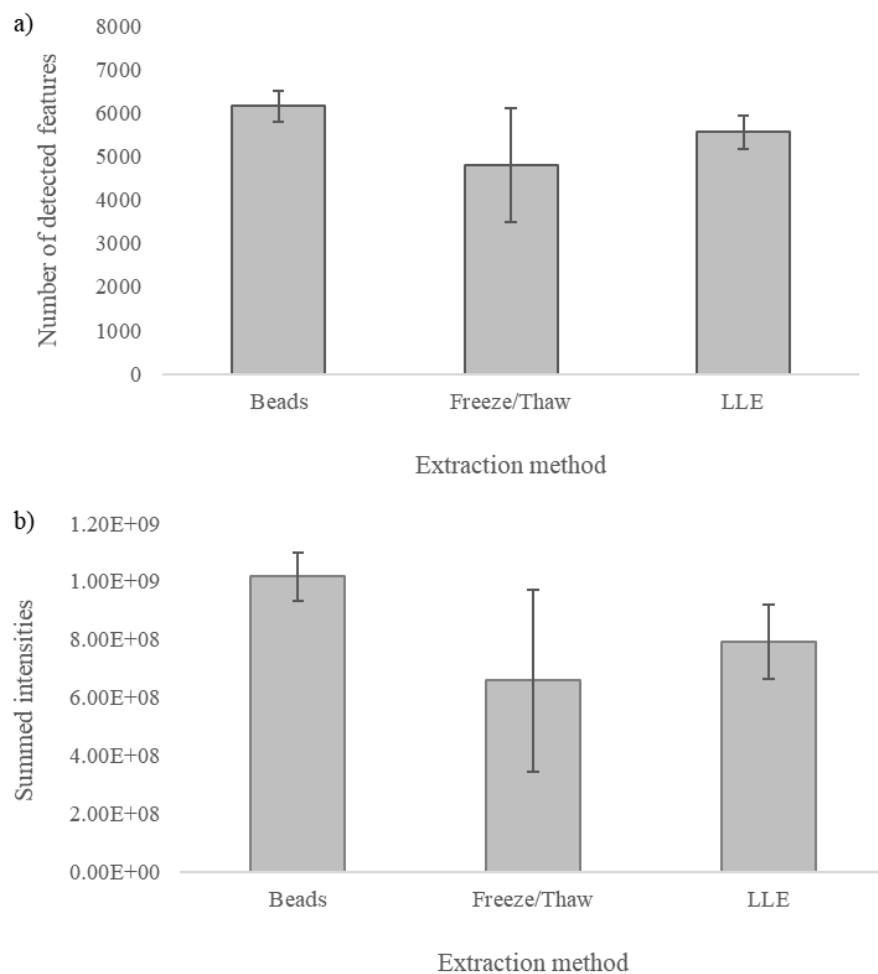 a)
8000
7000
6000
5000
4000
3000
2000
1000
0
Number of detected features
Beads Freeze/Thaw LLE
Extraction method
b)
1.20E+09
1.00E+09
8.00E+08
6.00E+08
4.00E+08
2.00E+08
0.00E+00
Summed intensities
Beads Freeze/Thaw LLE
Extraction method